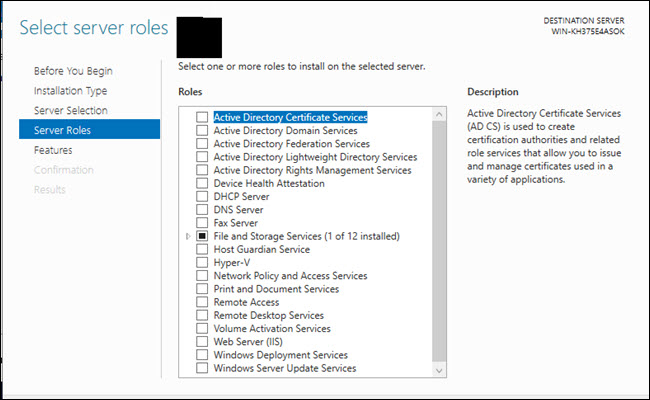 Select server roles
DESTINATION SERVER
WIN-KH375E4ASOK
Before You Begin
Installation Type
Server Selection
Server Roles
Features
Confirmation
Results
Select one or more roles to install on the selected server.
Roles
Active Directory Certificate Services
Active Directory Domain Services
Active Directory Federation Services
Active Directory Lightweight Directory Services
Active Directory Rights Management Services
Device Health Attestation
DHCP Server
DNS Server
Fax Server
File and Storage Services (1 of 12 installed)
Host Guardian Service
Hyper-V
Network Policy and Access Services
Print and Document Services
Remote Access
Remote Desktop Services
Volume Activation Services
Web Server (IIS)
Windows Deployment Services
Windows Server Update Services
Description
Active Directory Certificate Services
(AD CS) is used to create
certification authorities and related
role services that allow you to issue
and manage certificates used in a
variety of applications.